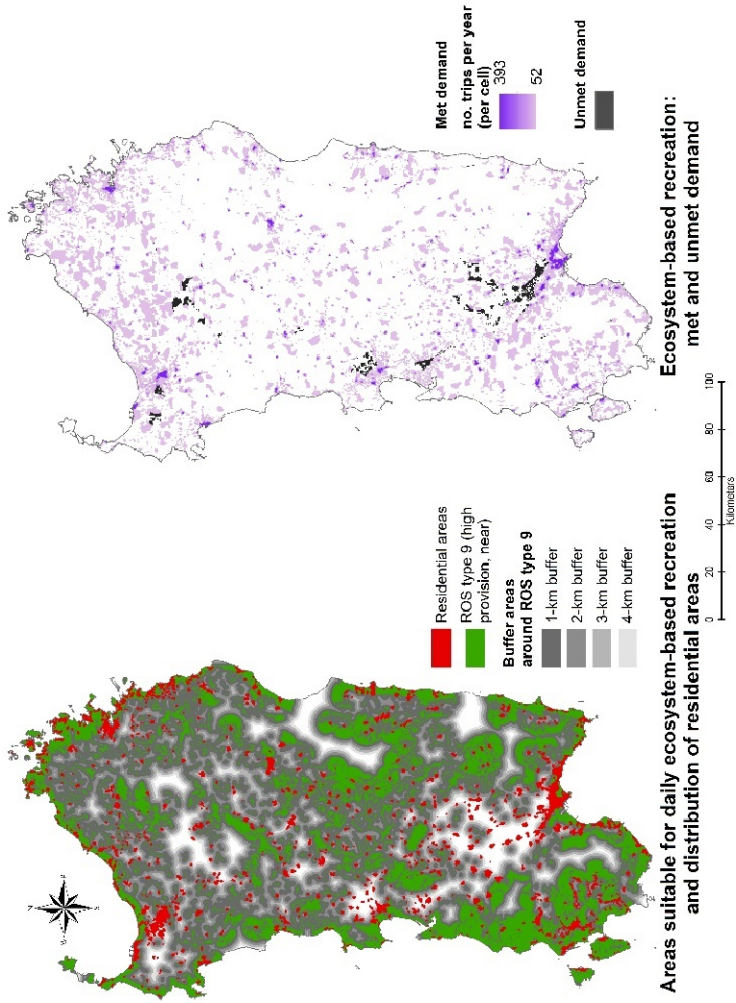 Residential areas
ROS type 9 (high
provision, near)
Buffer areas
around ROS type 9
1-km buffer
2-km buffer
3-km buffer
4-km buffer
Areas suitable for daily ecosystem-based recreation
and distribution of residential areas
0 20 40 60 80 100
Kilometers
Met demand
no. trips per year
(per cell)
393
52
Unmet demand
Ecosystem-based recreation:
met and unmet demand